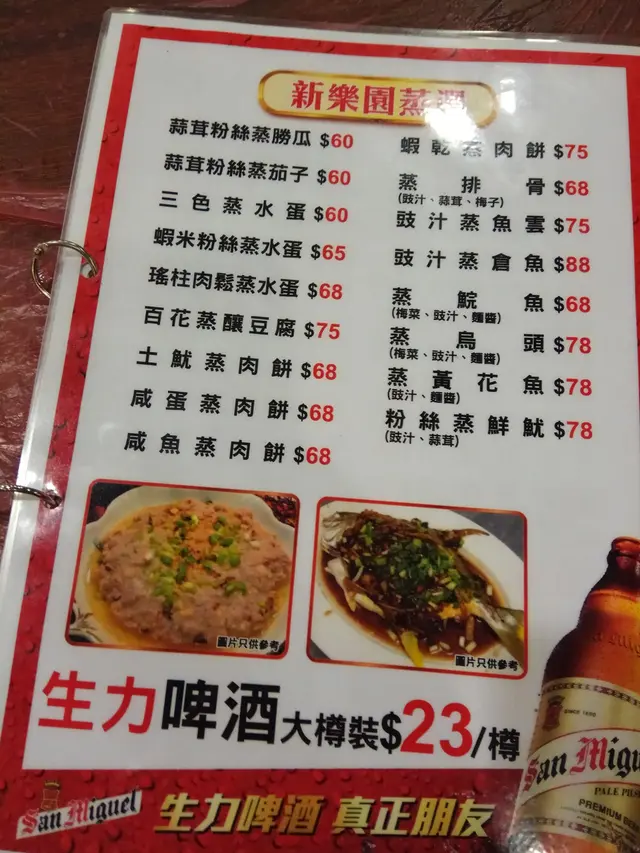 新樂園蒸
蒜茸粉絲蒸勝瓜 $60
蒜茸粉絲蒸茄子 $60
三色蒸水蛋 $60
蝦米粉絲蒸水蛋 $65
瑤柱肉鬆蒸水蛋 $68
百花蒸釀豆腐 $75
土魷蒸肉餅 $68
咸蛋蒸肉餅 $68
咸魚蒸肉餅 $68
蝦乾蒸肉餅 $75
蒸排骨 $68
(豉汁、蒜茸、梅子)
豉汁蒸魚雲 $75
豉汁蒸倉魚 $88
蒸鯇魚 $68
(梅菜、豉汁、麵醬)
蒸烏頭 $78
(梅菜、豉汁、麵醬)
蒸黃花魚 $78
(豉汁、麵醬)
粉絲蒸鮮魷 $78
(豉汁、蒜茸)
圖片只供參考
圖片只供參考
生力啤酒大樽裝$23/樽
San Miguel
生力啤酒 真正朋友
SINCE 1890
San Migu
PALE PILS
PREMIUM BE